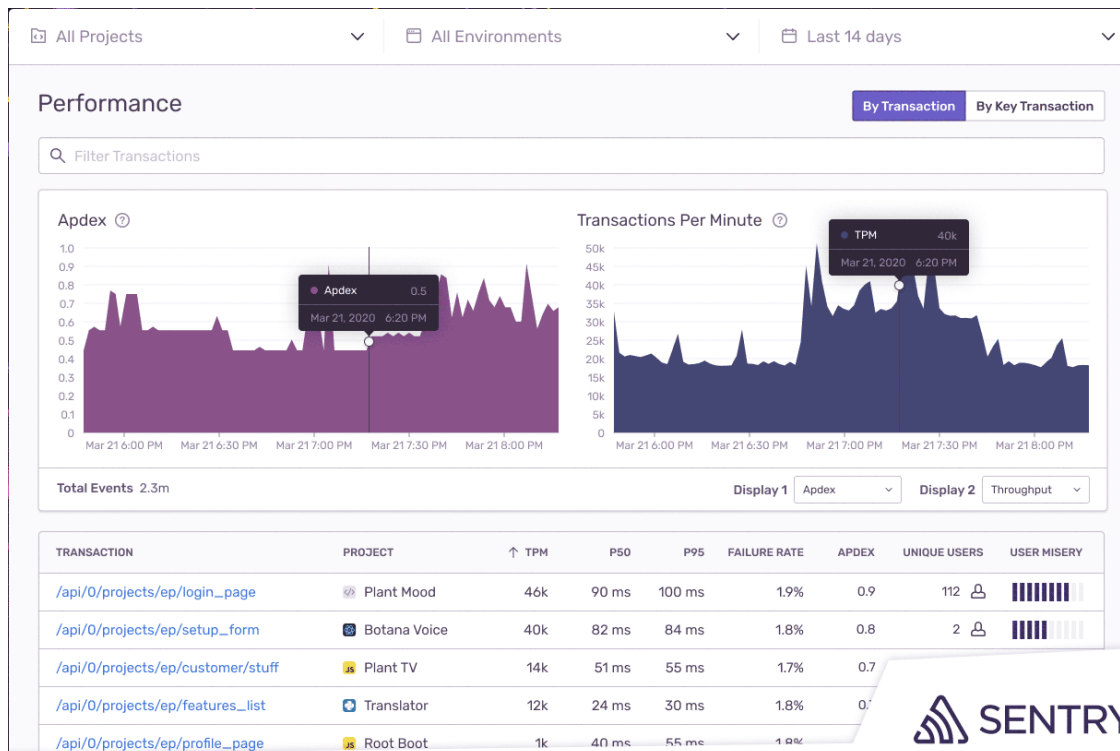 All Projects
All Environments
Last 14 days
Performance
By Transaction
By Key Transaction
Filter Transactions
Apdex
Transactions Per Minute
1.0
0.9
0.8
0.7
0.6
0.5
0.4
0.3
0.2
0.1
0
Apdex 0.5
Mar 21, 2020 6:20 PM
Mar 21 6:00 PM Mar 21 6:30 PM Mar 21 7:00 PM Mar 21 7:30 PM Mar 21 8:00 PM
50k
45k
40k
35k
30k
25k
20k
15k
10k
5k
0
TPM 40k
Mar 21, 2020 6:20 PM
Mar 21 6:00 PM Mar 21 6:30 PM Mar 21 7:00 PM Mar 21 7:30 PM Mar 21 8:00 PM
Total Events 2.3m
Display 1 Apdex
Display 2 Throughput
TRANSACTION PROJECT TPM P50 P95 FAILURE RATE APDEX UNIQUE USERS USER MISERY
/api/0/projects/ep/login_page Plant Mood 46k 90 ms 100 ms 1.9% 0.9 112
/api/0/projects/ep/setup_form Botana Voice 40k 82 ms 84 ms 1.8% 0.8 2
/api/0/projects/ep/customer/stuff JS Plant TV 14k 51 ms 55 ms 1.7% 0.7
/api/0/projects/ep/features_list Translator 12k 24 ms 30 ms 1.8%
/api/0/projects/ep/profile_page JS Root Boot 1k 40 ms 55 ms 1.8%
SENTRY